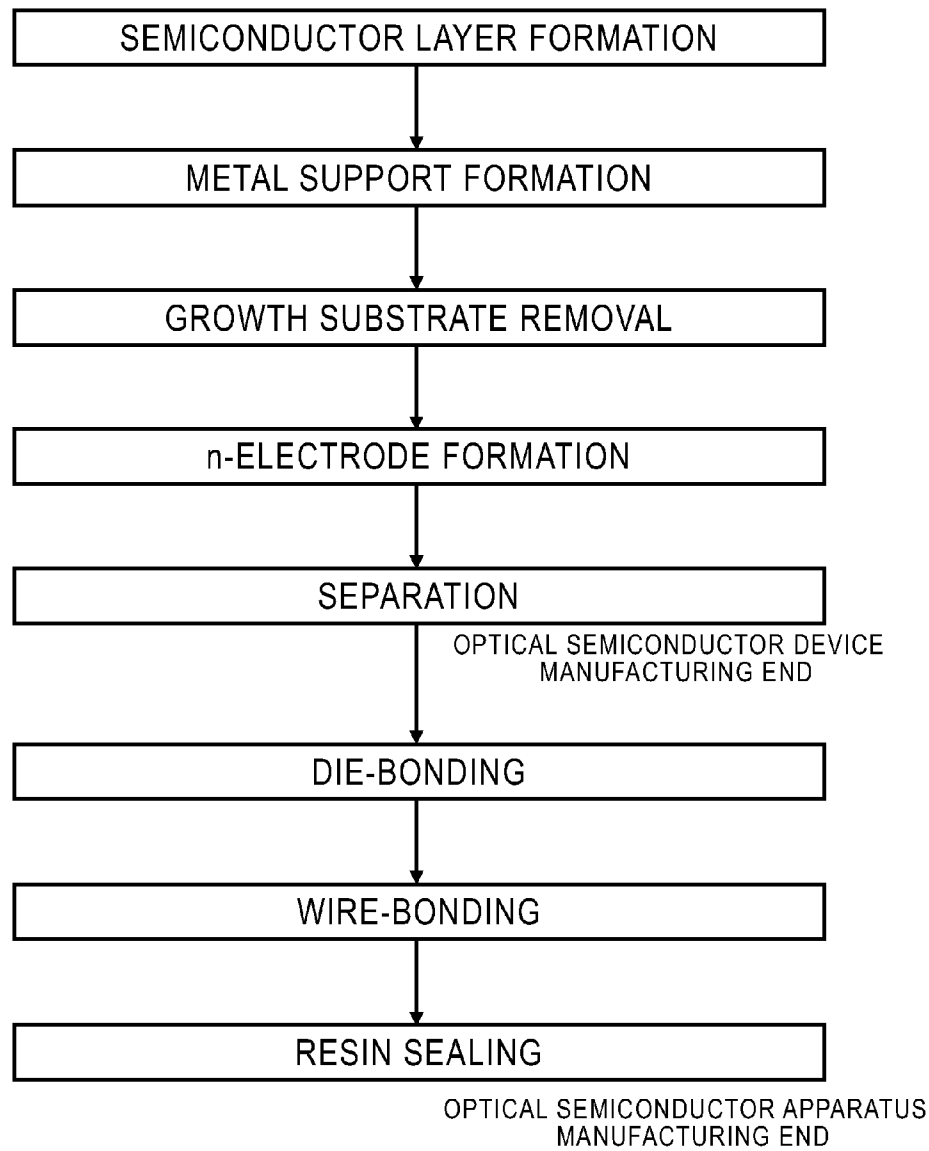 SEMICONDUCTOR LAYER FORMATION
METAL SUPPORT FORMATION
GROWTH SUBSTRATE REMOVAL
n-ELECTRODE FORMATION
SEPARATION
OPTICAL SEMICONDUCTOR DEVICE
MANUFACTURING END
DIE-BONDING
WIRE-BONDING
RESIN SEALING
OPTICAL SEMICONDUCTOR APPARATUS
MANUFACTURING END